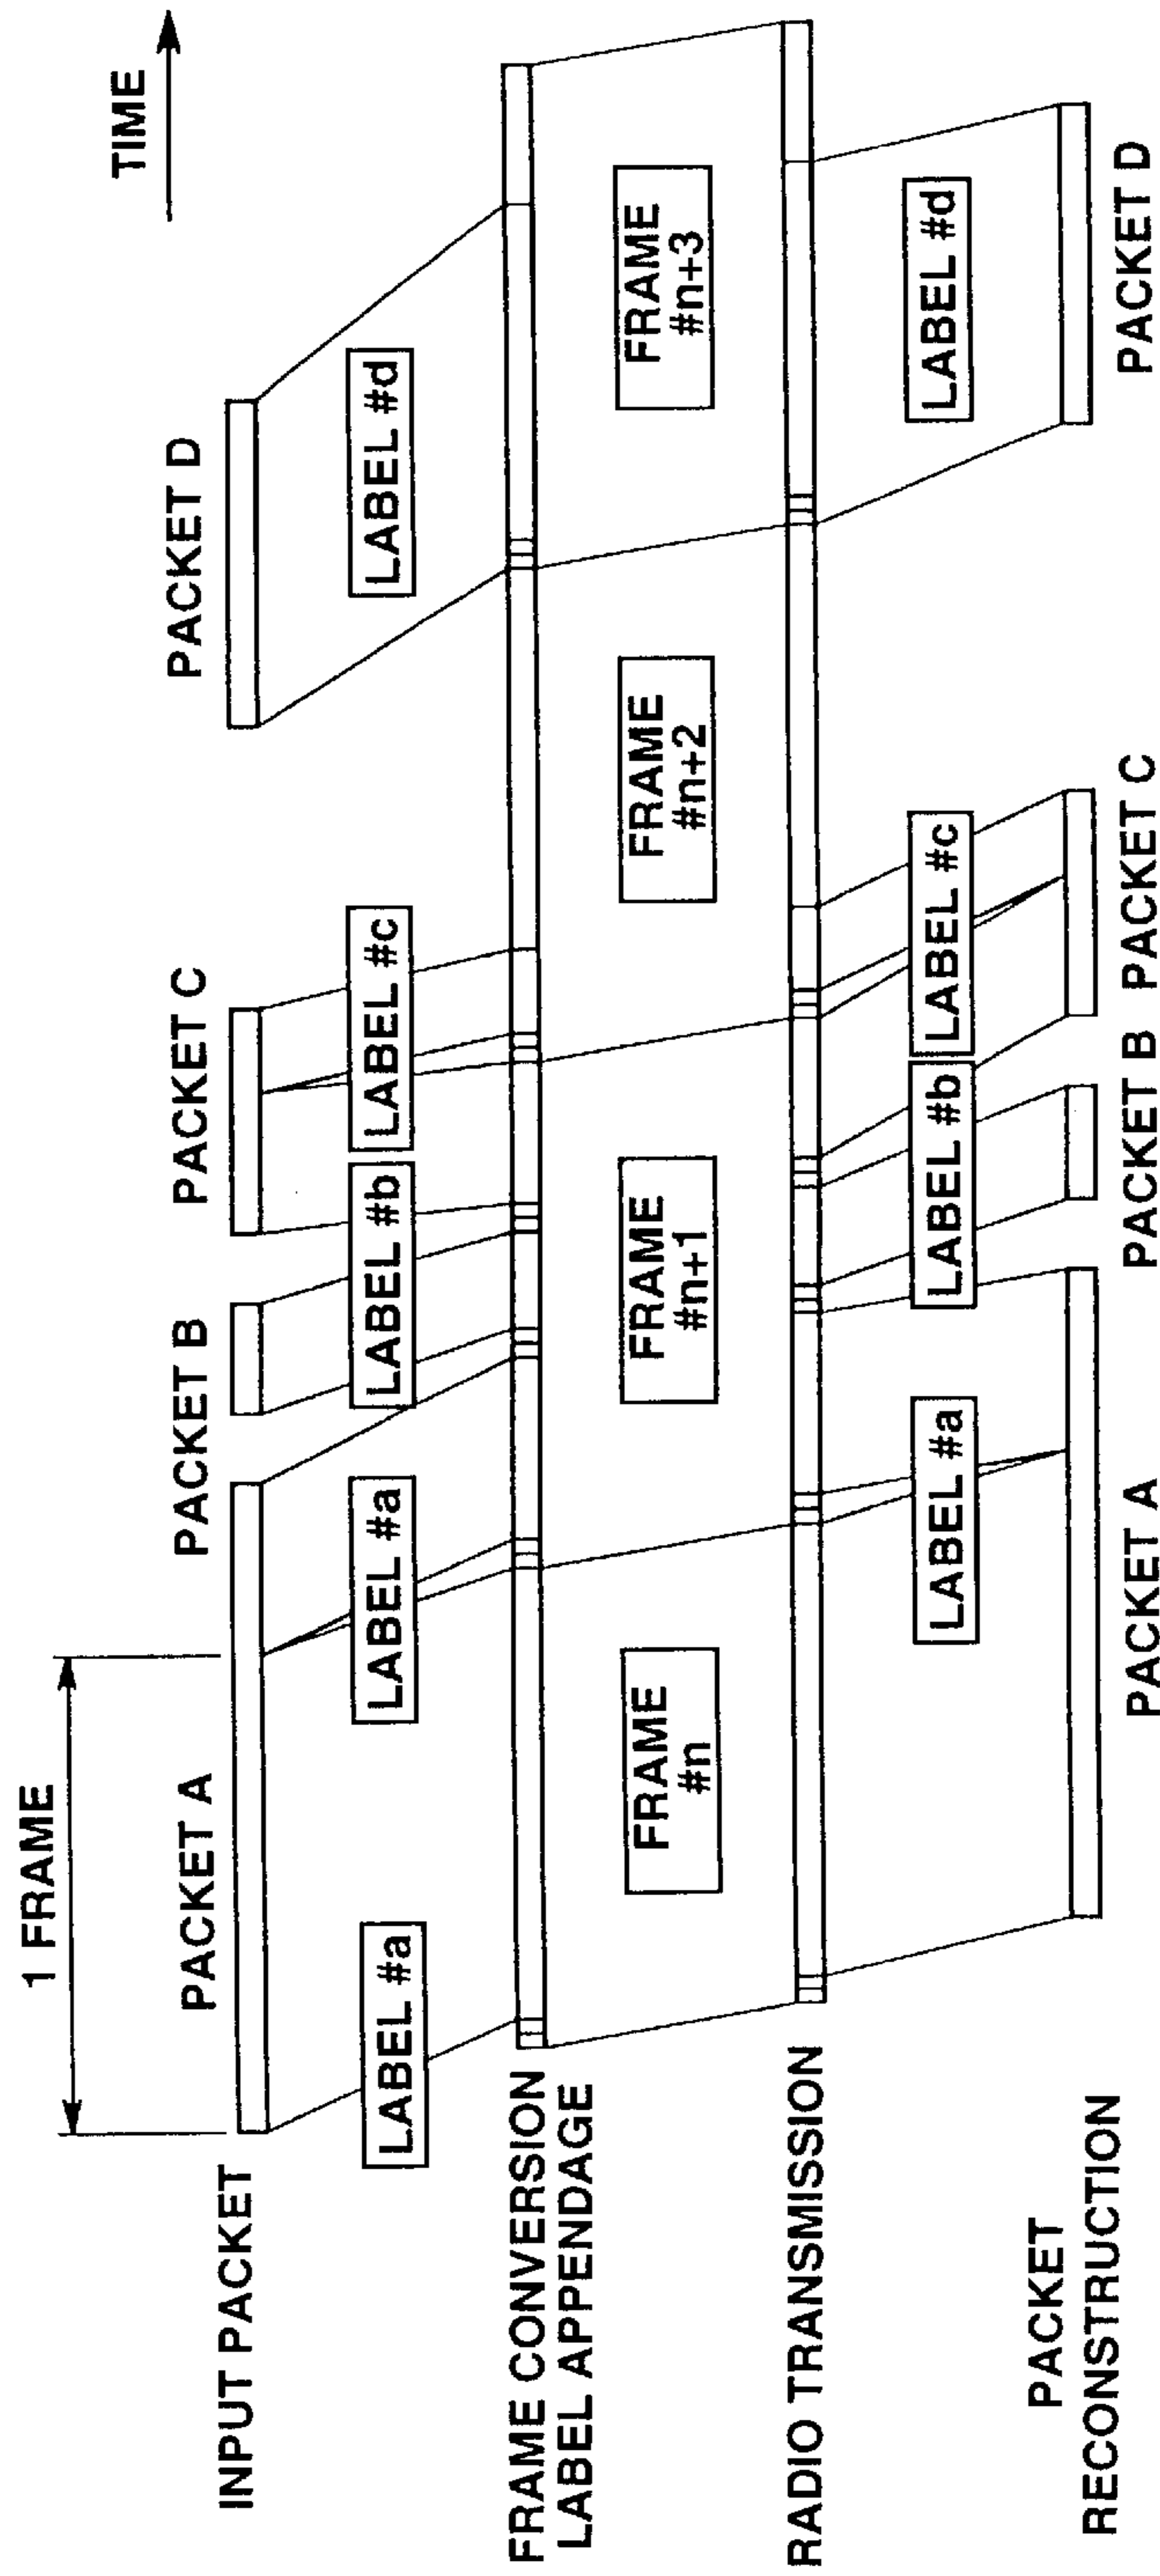 TIME
1 FRAME
INPUT PACKET
PACKET A
PACKET B
PACKET C
PACKET D
LABEL #a
LABEL #a
LABEL #b
LABEL #c
LABEL #d
FRAME CONVERSION
LABEL APPENDAGE
FRAME
#n
FRAME
#n+1
FRAME
#n+2
FRAME
#n+3
RADIO TRANSMISSION
LABEL #a
LABEL #b
LABEL #c
LABEL #d
PACKET
RECONSTRUCTION
PACKET A
PACKET B
PACKET C
PACKET D